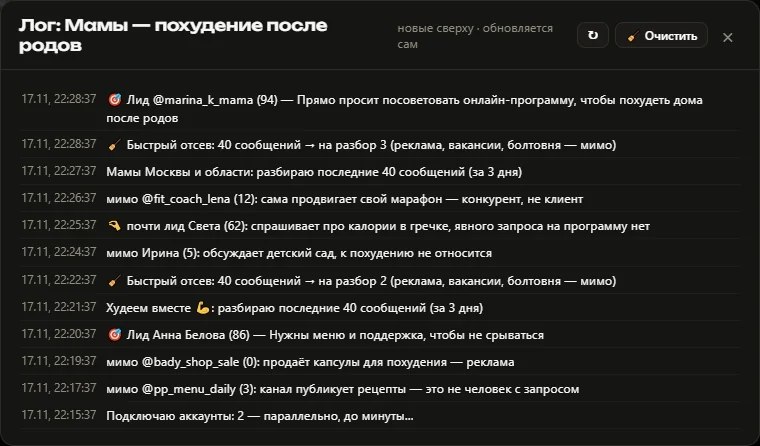 Лог: Мамы — похудение после
родов
новые сверху · обновляется
сам
↻
🧹 Очистить
×
17.11, 22:28:37 🎯 Лид @marina_k_mama (94) — Прямо просит посоветовать онлайн-программу, чтобы похудеть дома
после родов
17.11, 22:28:37 🧹 Быстрый отсев: 40 сообщений → на разбор 3 (реклама, вакансии, болтовня — мимо)
17.11, 22:27:37 Мамы Москвы и области: разбираю последние 40 сообщений (за 3 дня)
17.11, 22:26:37 мимо @fit_coach_lena (12): сама продвигает свой марафон — конкурент, не клиент
17.11, 22:25:37 🤏 почти лид Света (62): спрашивает про калории в гречке, явного запроса на программу нет
17.11, 22:24:37 мимо Ирина (5): обсуждает детский сад, к похудению не относится
17.11, 22:22:37 🧹 Быстрый отсев: 40 сообщений → на разбор 2 (реклама, вакансии, болтовня — мимо)
17.11, 22:21:37 Худеем вместе 💪: разбираю последние 40 сообщений (за 3 дня)
17.11, 22:20:37 🎯 Лид Анна Белова (86) — Нужны меню и поддержка, чтобы не срываться
17.11, 22:19:37 мимо @bady_shop_sale (0): продаёт капсулы для похудения — реклама
17.11, 22:17:37 мимо @pp_menu_daily (3): канал публикует рецепты — это не человек с запросом
17.11, 22:15:37 Подключаю аккаунты: 2 — параллельно, до минуты...